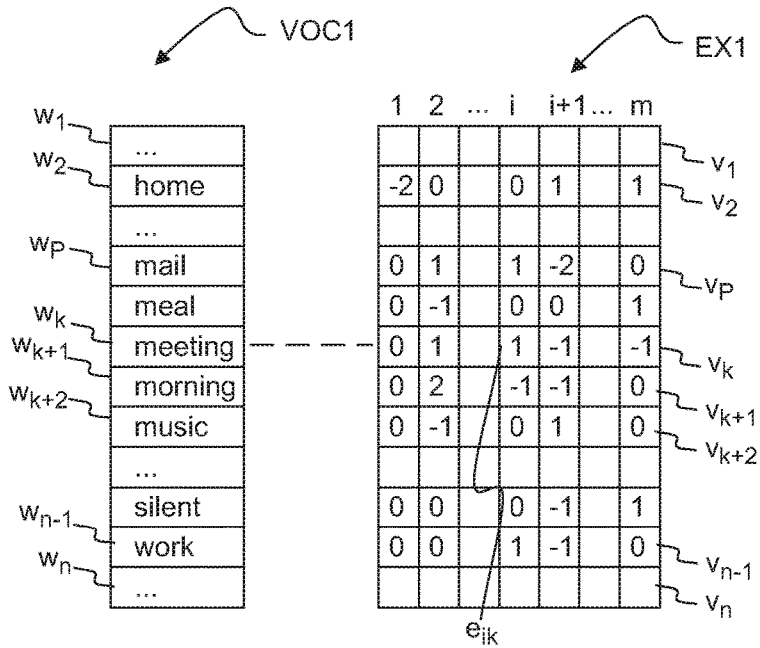 VOC1
EX1
1 2 ... i i+1 ... m
w1 ... v1
w2 home -2 0 0 1 1 v2
...
wP mail 0 1 1 -2 0 vP
meal 0 -1 0 0 1
wk meeting 0 1 1 -1 -1 vk
wk+1 morning 0 2 -1 -1 0 vk+1
wk+2 music 0 -1 0 1 0 vk+2
...
silent 0 0 0 -1 1
wn-1 work 0 0 1 -1 0 vn-1
wn ... vn
eik